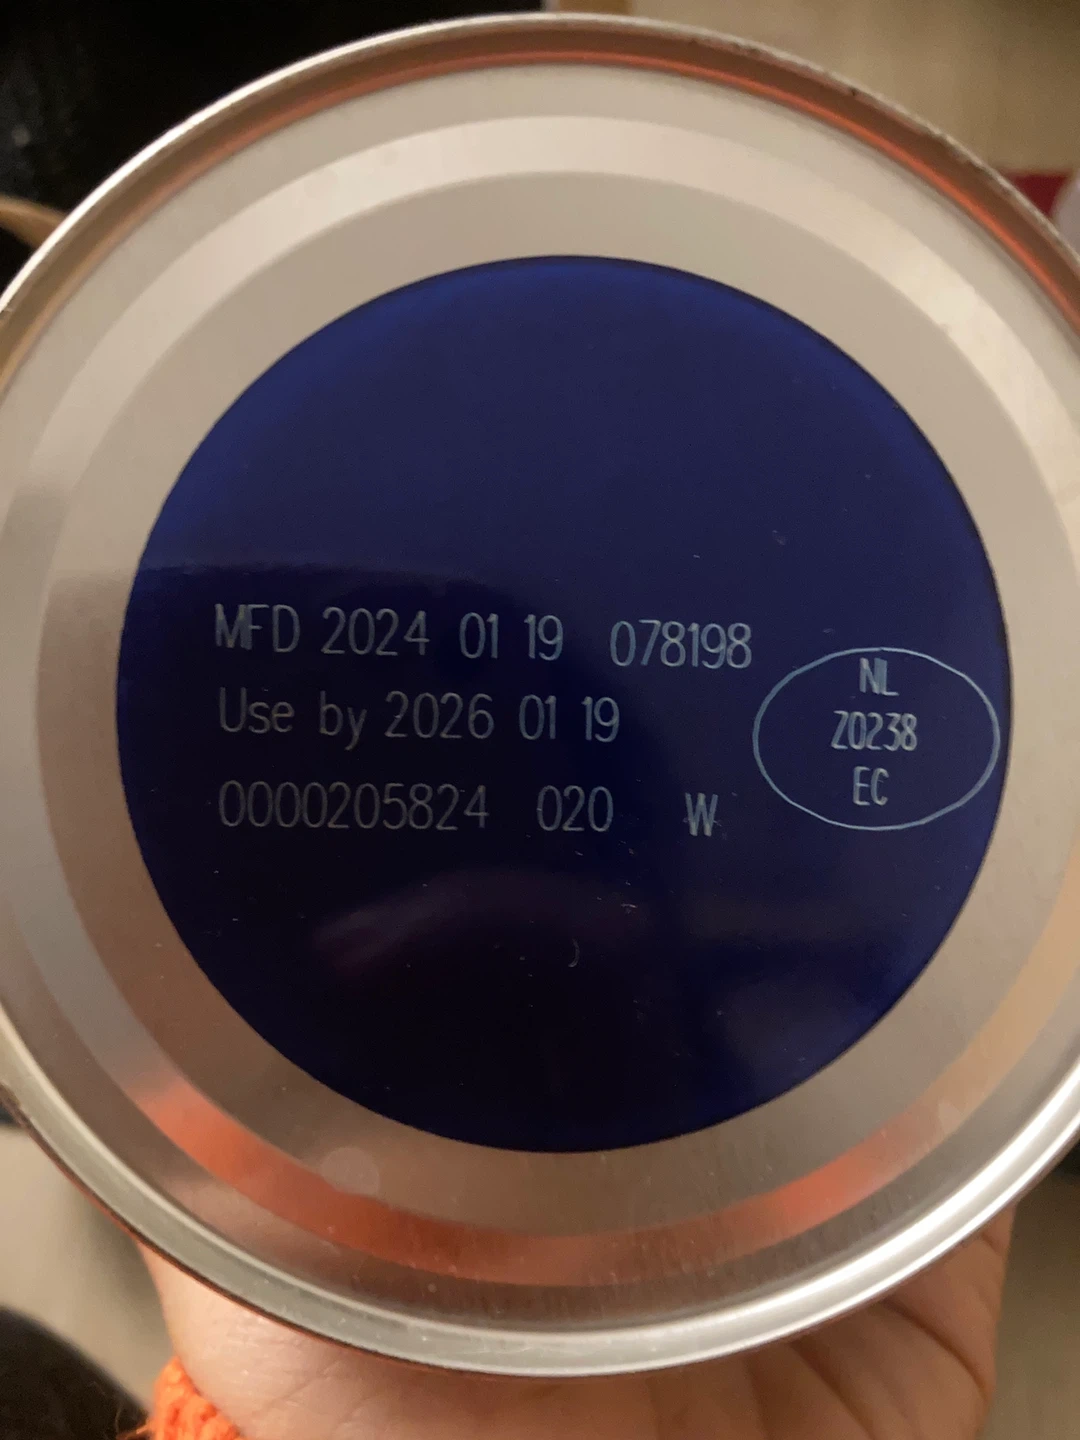 MFD 2024 01 19 078198
Use by 2026 01 19
0000205824 020 W
NL
Z0238
EC